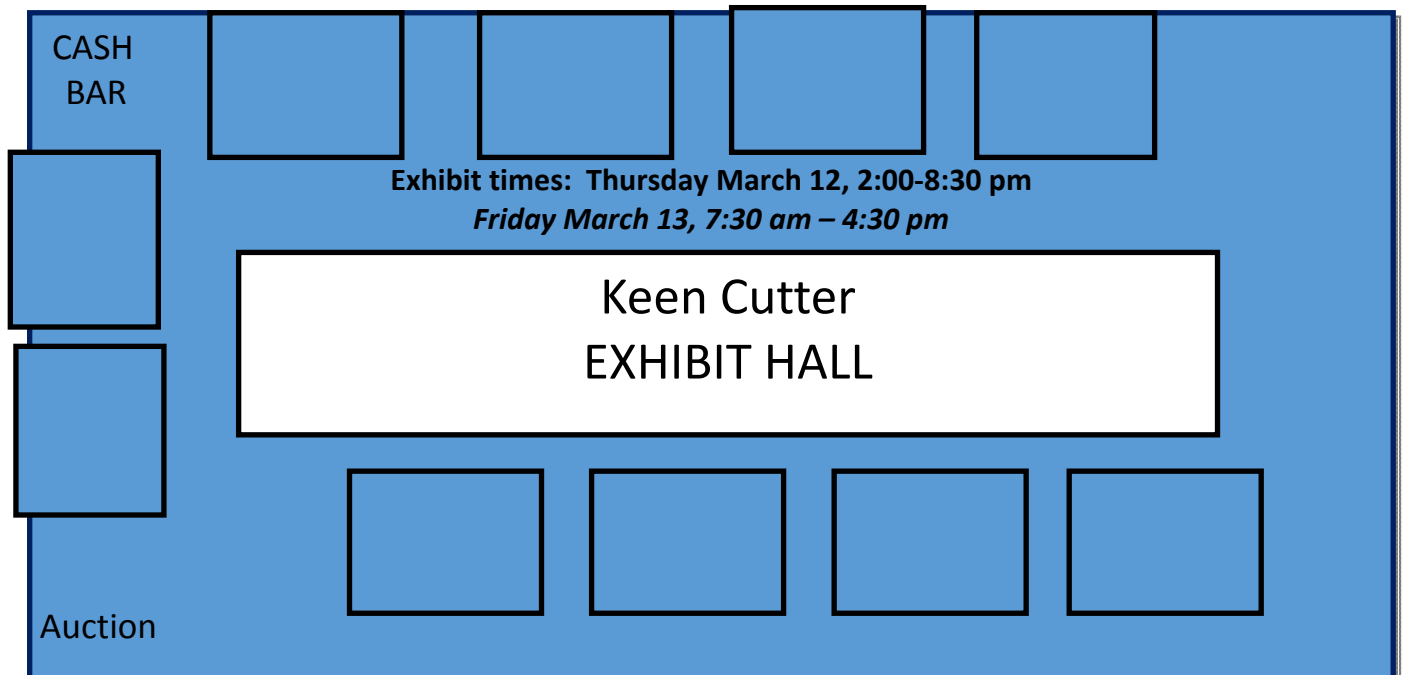 CASH
BAR
Exhibit times:  Thursday March 12, 2:00-8:30 pm
Friday March 13, 7:30 am – 4:30 pm
Keen Cutter
EXHIBIT HALL
Auction